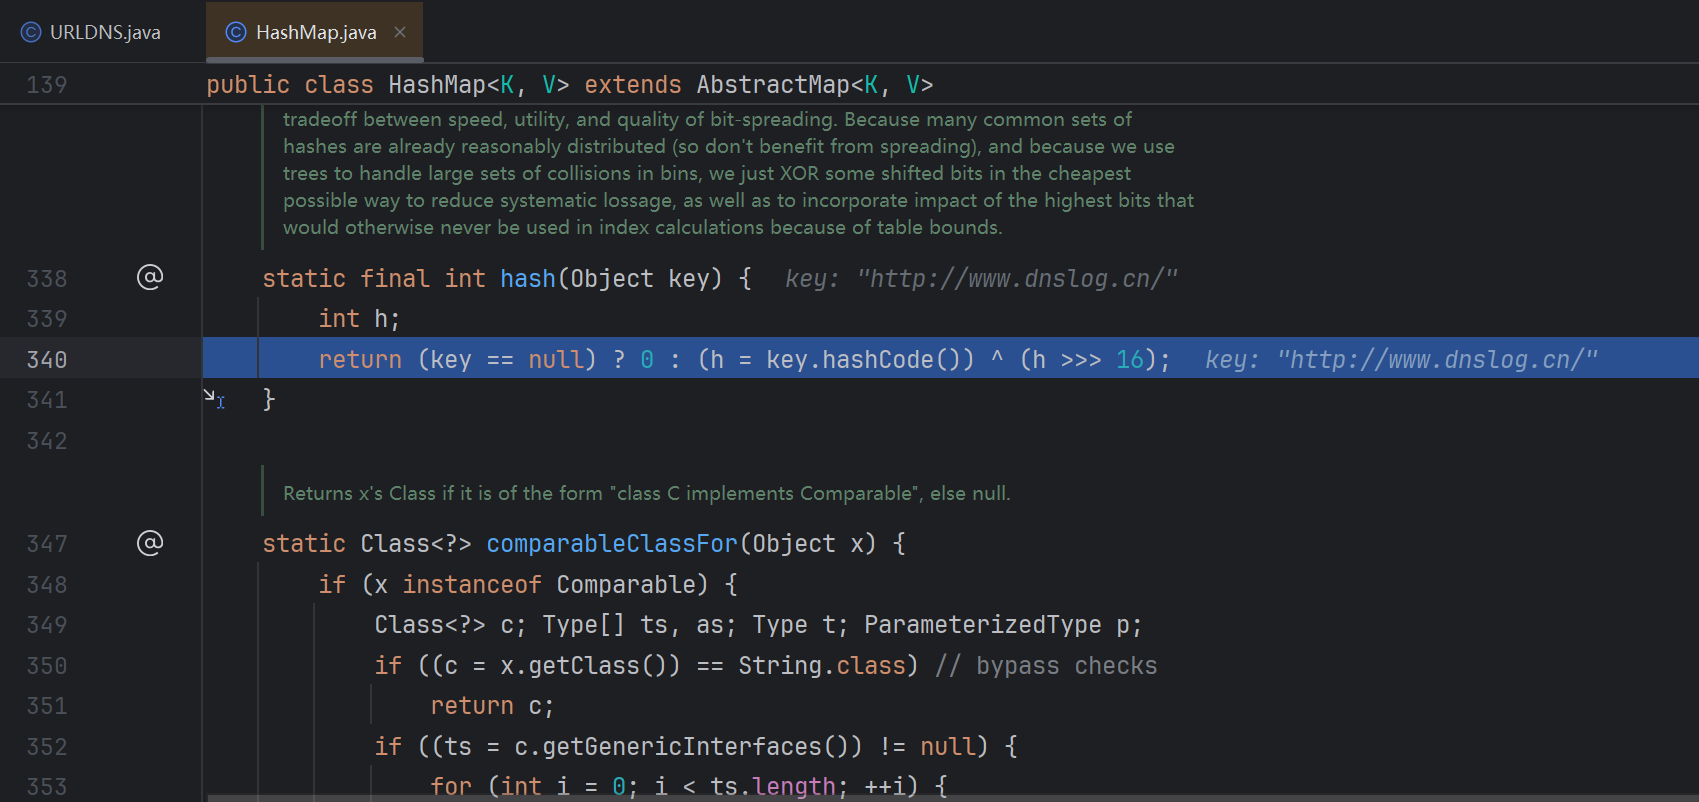 URLDNS.java
HashMap.java
139 public class HashMap<K, V> extends AbstractMap<K, V>
tradeoff between speed, utility, and quality of bit-spreading. Because many common sets of
hashes are already reasonably distributed (so don't benefit from spreading), and because we use
trees to handle large sets of collisions in bins, we just XOR some shifted bits in the cheapest
possible way to reduce systematic lossage, as well as to incorporate impact of the highest bits that
would otherwise never be used in index calculations because of table bounds.
338 @ static final int hash(Object key) { key: "http://www.dnslog.cn/"
339 int h;
340 return (key == null) ? 0 : (h = key.hashCode()) ^ (h >>> 16); key: "http://www.dnslog.cn/"
341 }
342
Returns x's Class if it is of the form "class C implements Comparable", else null.
347 @ static Class<?> comparableClassFor(Object x) {
348 if (x instanceof Comparable) {
349 Class<?> c; Type[] ts, as; Type t; ParameterizedType p;
350 if ((c = x.getClass()) == String.class) // bypass checks
351 return c;
352 if ((ts = c.getGenericInterfaces()) != null) {
353 for (int i = 0; i < ts.length; ++i) {